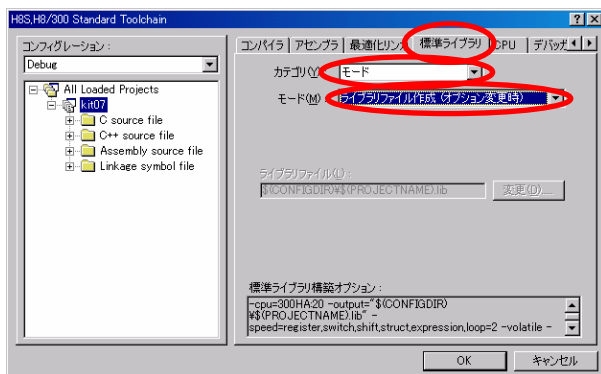 H8S,H8/300 Standard Toolchain
コンフィグレーション :
Debug
All Loaded Projects
kit07
C source file
C++ source file
Assembly source file
Linkage symbol file
コンパイラ アセンブラ 最適化リンカ 標準ライブラリ CPU デバッガ
カテゴリ(Y) モード
モード(M) : ライブラリファイル作成 (オプション変更時)
ライブラリファイル(L) :
$(CONFIGDIR)¥$(PROJECTNAME).lib 変更(D)...
標準ライブラリ構築オプション :
-cpu=300HA:20 -output="$(CONFIGDIR)
¥$(PROJECTNAME).lib" -
speed=register,switch,shift,struct,expression,loop=2 -volatile -
OK キャンセル